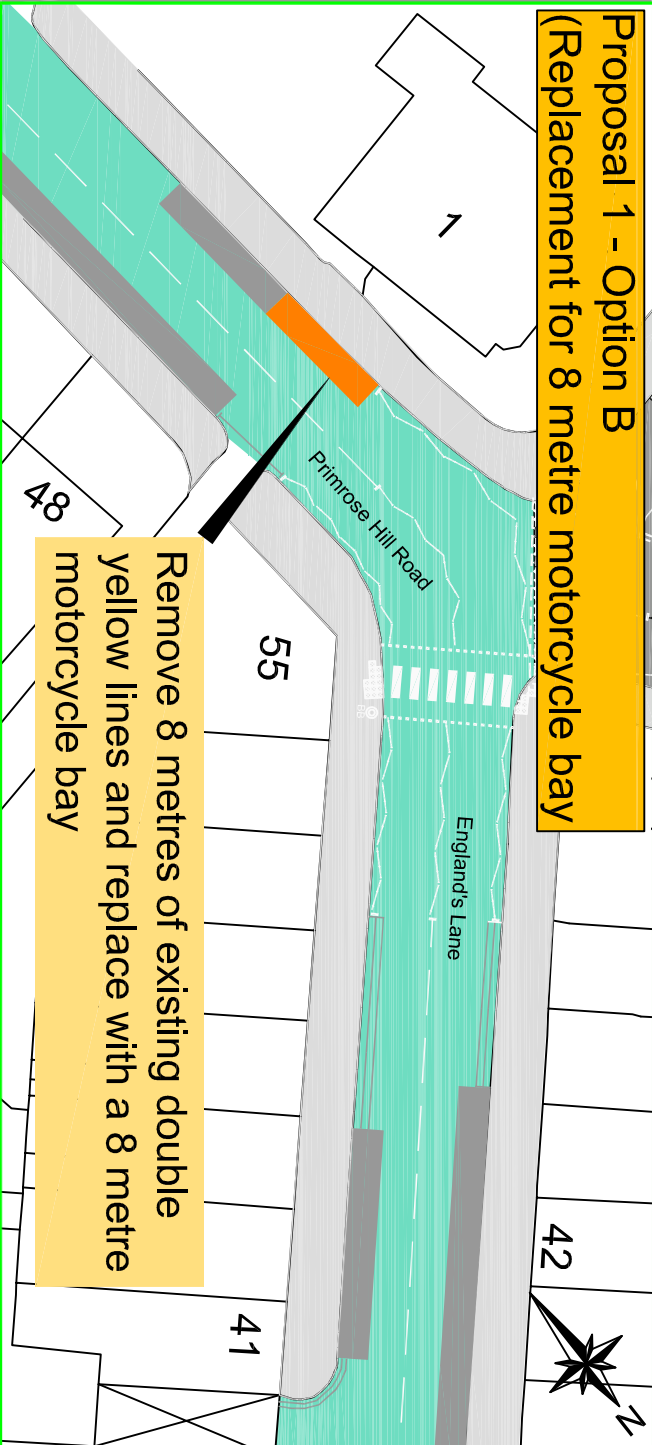 Proposal 1 - Option B
(Replacement for 8 metre motorcycle bay
1
Primrose Hill Road
England's Lane
48
55
42
41
N
Remove 8 metres of existing double
yellow lines and replace with a 8 metre
motorcycle bay